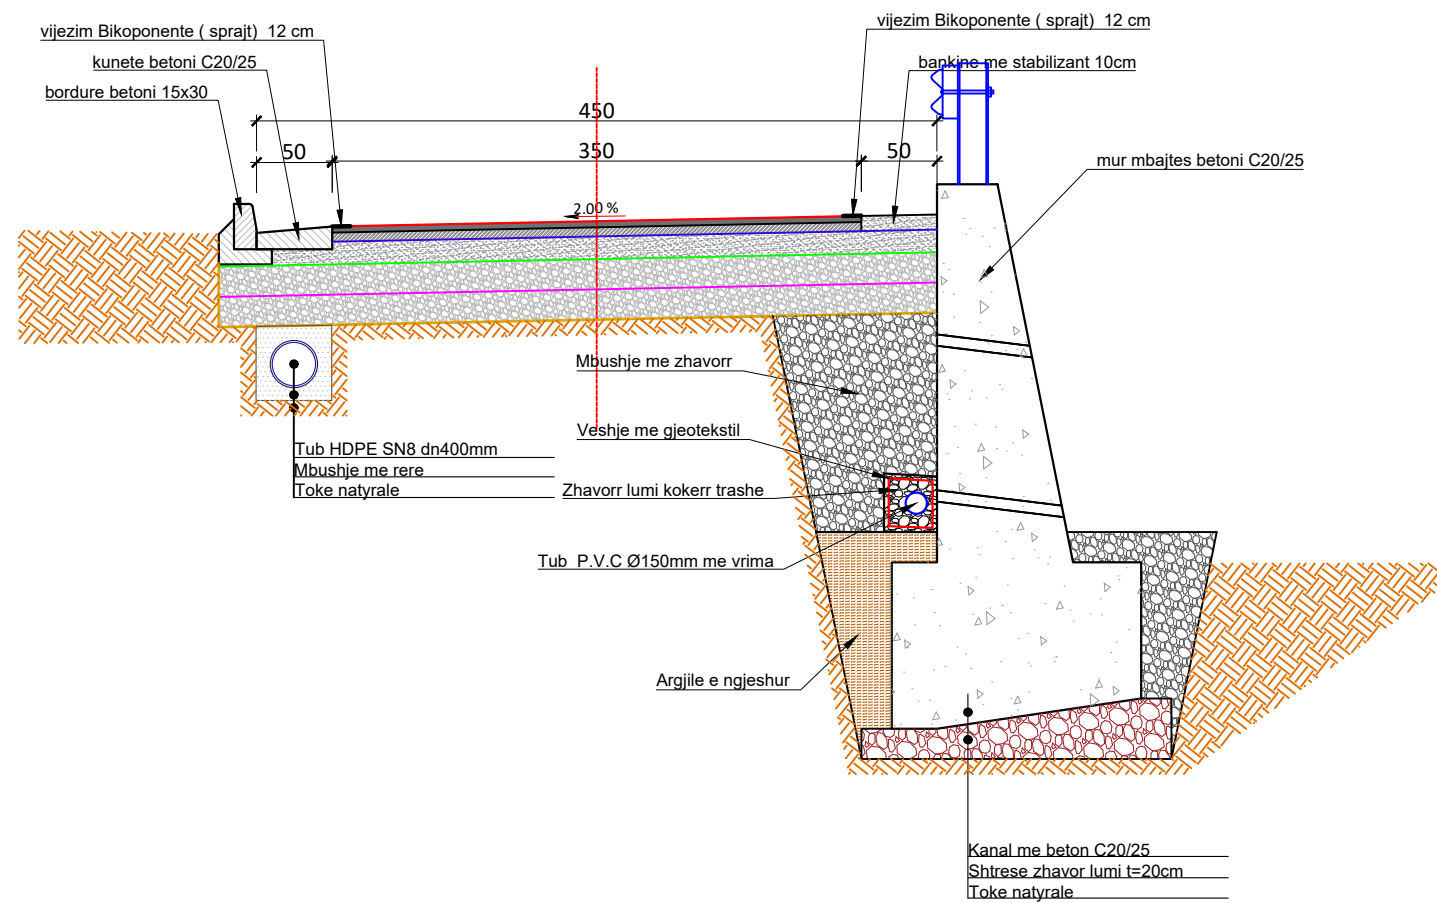 vijezim Bikoponente ( sprajt)  12 cm
vijezim Bikoponente ( sprajt)  12 cm
kunete betoni C20/25
bankine me stabilizant 10cm
bordure betoni 15x30
450
50
350
50
mur mbajtes betoni C20/25
2.00 %
Mbushje me zhavorr
Veshje me gjeotekstil
Tub HDPE SN8 dn400mm
Mbushje me rere
Toke natyrale
Zhavorr lumi kokerr trashe
Tub  P.V.C Ø150mm me vrima
Argjile e ngjeshur
Kanal me beton C20/25
Shtrese zhavor lumi t=20cm
Toke natyrale